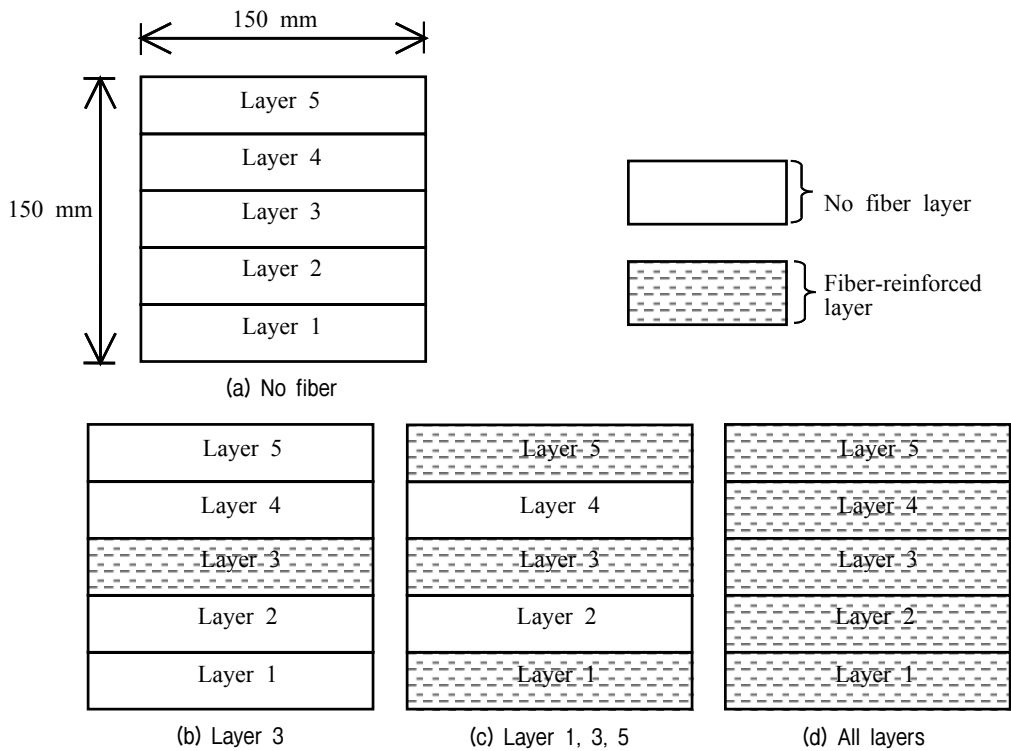 150 mm
150 mm
Layer 5
Layer 4
Layer 3
Layer 2
Layer 1
(a) No fiber
No fiber layer
Fiber-reinforced
layer
Layer 5
Layer 4
Layer 3
Layer 2
Layer 1
(b) Layer 3
Layer 5
Layer 4
Layer 3
Layer 2
Layer 1
(c) Layer 1, 3, 5
Layer 5
Layer 4
Layer 3
Layer 2
Layer 1
(d) All layers